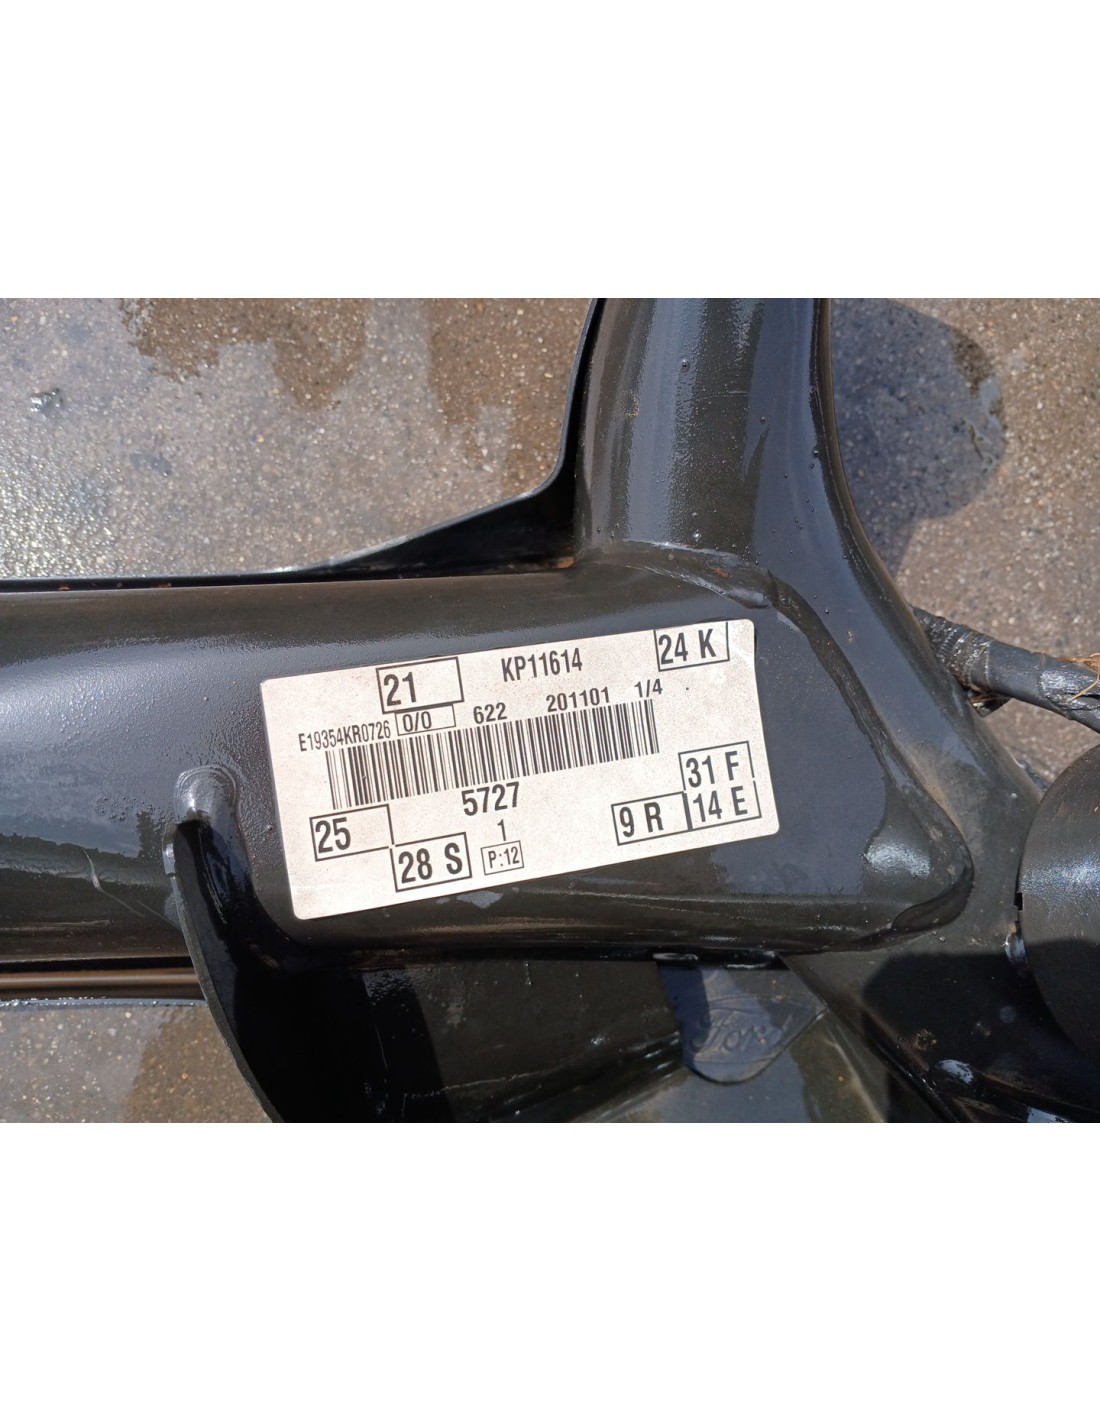 21 KP11614 24 K
E19354KR0726 0/0 622 201101 1/4
5727 31 F
25 1 9 R 14 E
28 S P:12
Ford